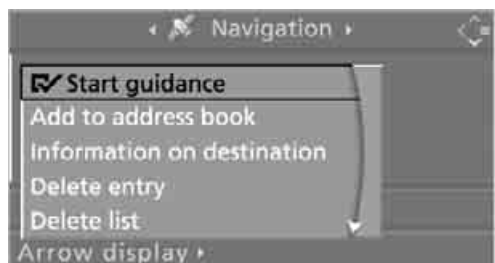 Navigation
Start guidance
Add to address book
Information on destination
Delete entry
Delete list
Arrow display